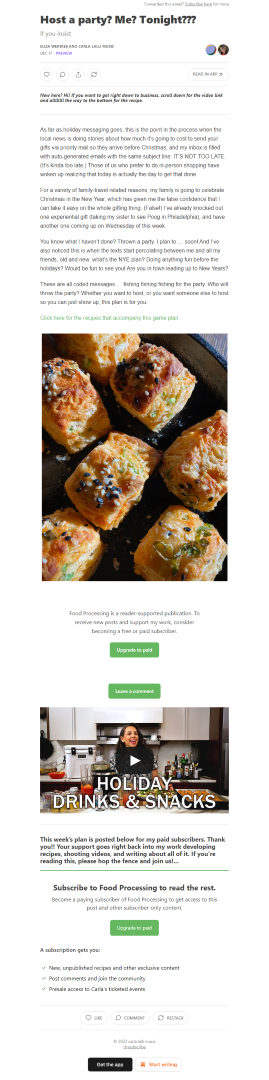 Forwarded this email? Subscribe here for more
Host a party? Me? Tonight???
If you insist
ELIZA WERNER AND CARLA LALLI MUSIC
DEC 17 ∙ PREVIEW
READ IN APP
New here? Hi! If you want to get right down to business, scroll down for the video link
and allllllll the way to the bottom for the recipe.
As far as holiday messaging goes, this is the point in the process when the
local news is doing stories about how much it's going to cost to send your
gifts via priority mail so they arrive before Christmas, and my inbox is filled
with auto-generated emails with the same subject line: IT'S NOT TOO LATE.
(It's kinda too late.) Those of us who prefer to do in-person shopping have
woken up realizing that today is actually the day to get that done.
For a variety of family-travel related reasons, my family is going to celebrate
Christmas in the New Year, which has given me the false confidence that I
can take it easy on the whole gifting thing. (False!) I've already knocked out
one experiential gift (taking my sister to see Poog in Philadelphia), and have
another one coming up on Wednesday of this week.
You know what I haven't done? Thrown a party. I plan to … soon! And I've
also noticed this is when the texts start percolating between me and all my
friends, old and new: what's the NYE plan? Doing anything fun before the
holidays? Would be fun to see you! Are you in town leading up to New Years?
These are all coded messages … fishing fishing fishing for the party. Who will
throw the party? Whether you want to host, or you want someone else to host
so you can just show up, this plan is for you.
Click here for the recipes that accompany this game plan.
Food Processing is a reader-supported publication. To
receive new posts and support my work, consider
becoming a free or paid subscriber.
Upgrade to paid
Leave a comment
HOLIDAY
DRINKS & SNACKS
This week's plan is posted below for my paid subscribers. Thank
you!! Your support goes right back into my work developing
recipes, shooting videos, and writing about all of it. If you're
reading this, please hop the fence and join us!...
Subscribe to Food Processing to read the rest.
Become a paying subscriber of Food Processing to get access to this
post and other subscriber-only content.
Upgrade to paid
A subscription gets you:
New, unpublished recipes and other exclusive content
Post comments and join the community
Presale access to Carla's ticketed events
LIKE
COMMENT
RESTACK
© 2023 carla lalli music
Unsubscribe
Get the app
Start writing